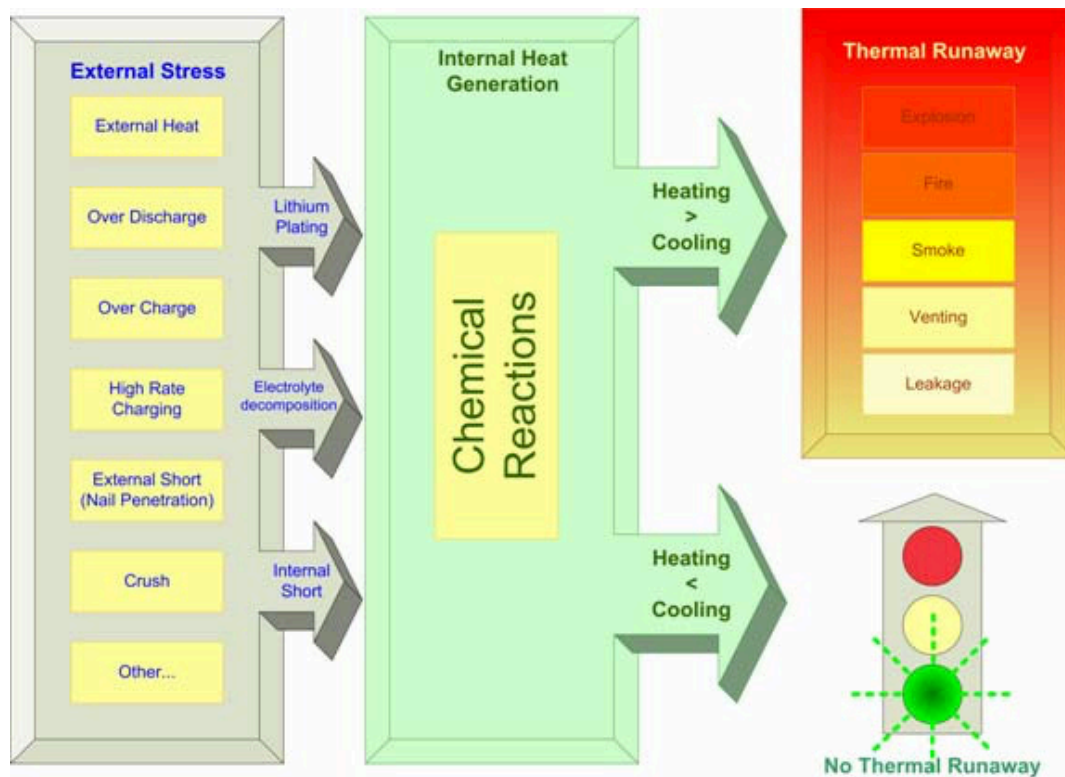 External Stress
External Heat
Over Discharge
Over Charge
High Rate
Charging
External Short
(Nail Penetration)
Crush
Other...
Lithium
Plating
Electrolyte
decomposition
Internal
Short
Internal Heat
Generation
Chemical
Reactions
Heating
>
Cooling
Heating
<
Cooling
Thermal Runaway
Explosion
Fire
Smoke
Venting
Leakage
No Thermal Runaway